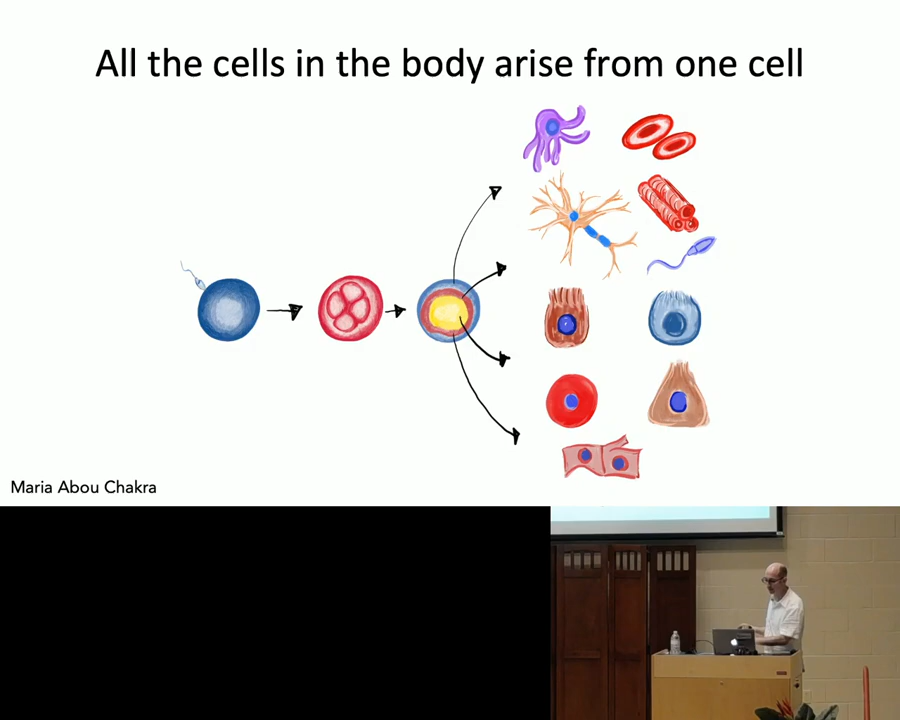 All the cells in the body arise from one cell
Maria Abou Chakra